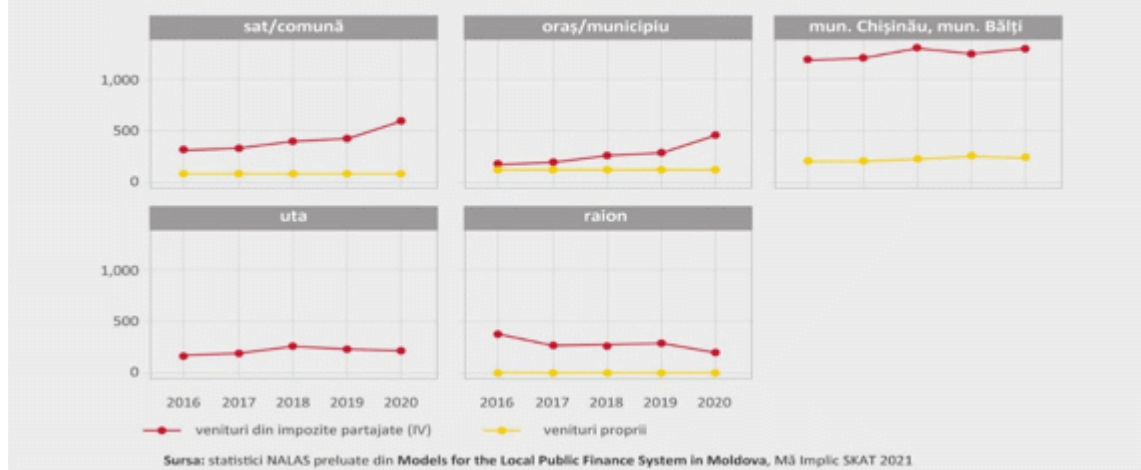 sat/comună
oraș/municipiu
mun. Chișinău, mun. Bălți
1,000
500
0
uta
raion
1,000
500
0
2016 2017 2018 2019 2020
2016 2017 2018 2019 2020
venituri din impozite partajate (IV)
venituri proprii
Sursa: statistici NALAS preluate din Models for the Local Public Finance System in Moldova, Mă Implic SKAT 2021